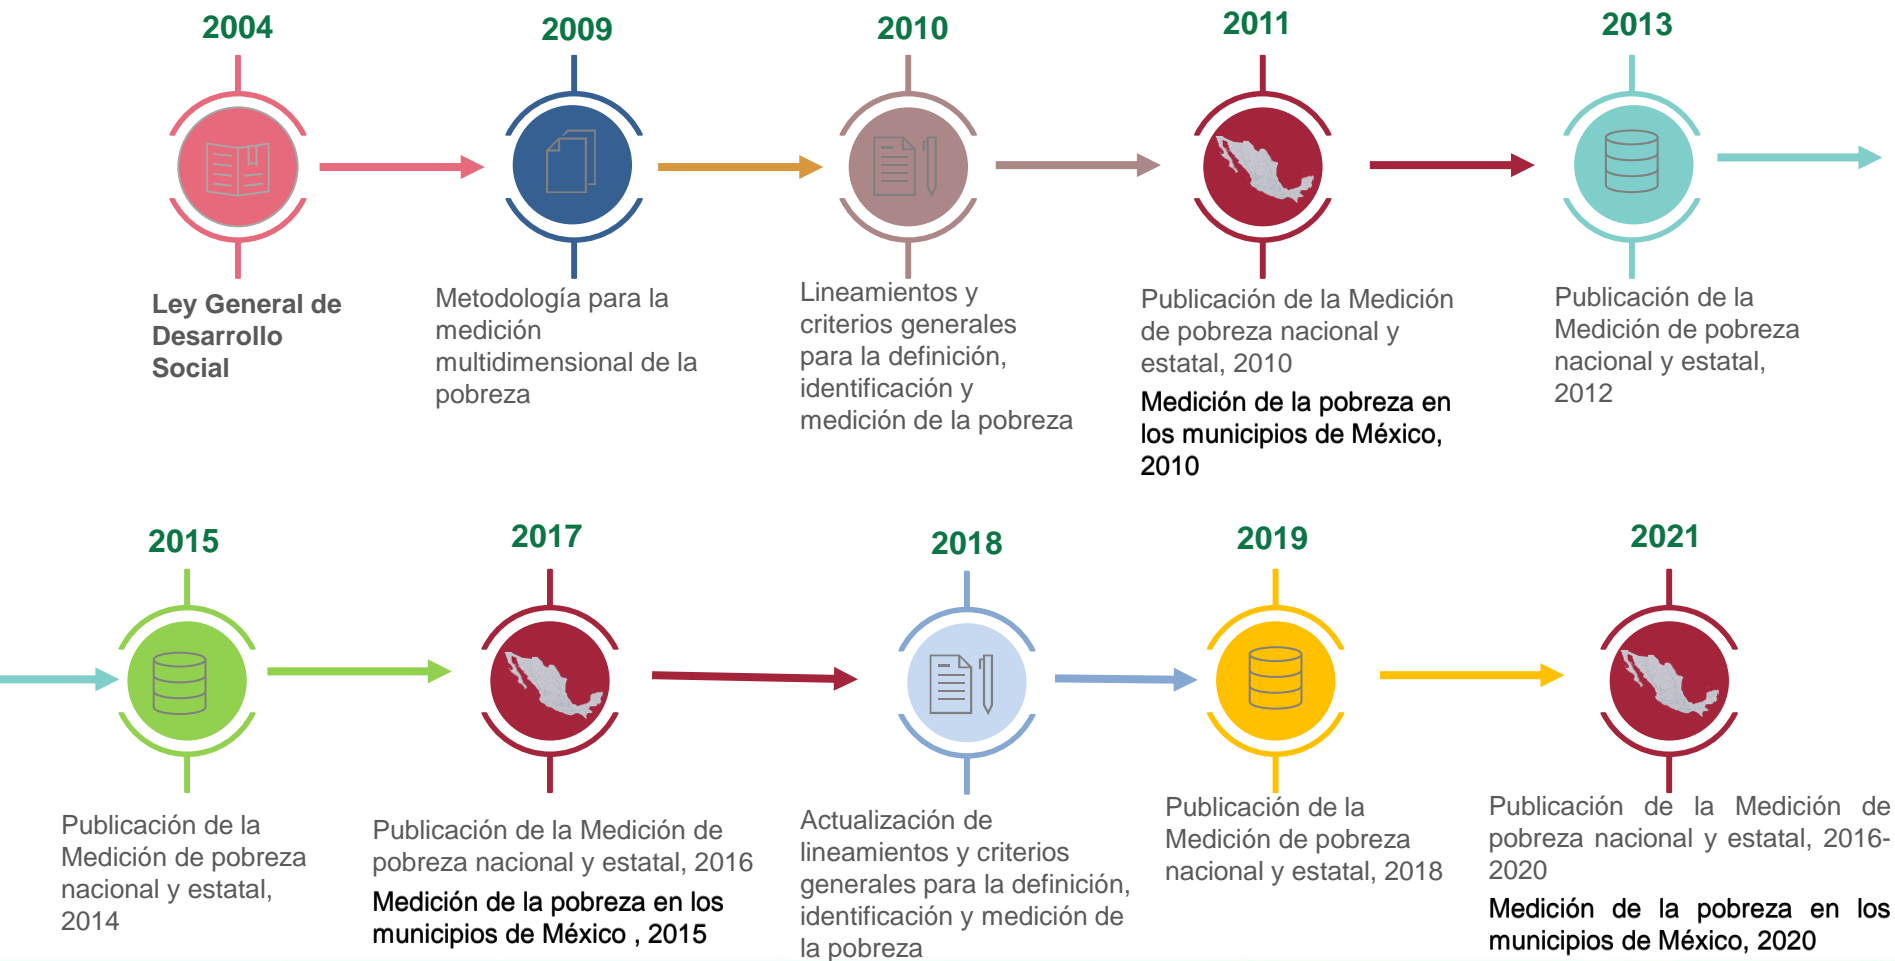 2004
Ley General de
Desarrollo
Social
2009
Metodología para la
medición
multidimensional de la
pobreza
2010
Lineamientos y
criterios generales
para la definición,
identificación y
medición de la pobreza
2011
Publicación de la Medición
de pobreza nacional y
estatal, 2010
Medición de la pobreza en
los municipios de México,
2010
2013
Publicación de la
Medición de pobreza
nacional y estatal,
2012
2015
Publicación de la
Medición de pobreza
nacional y estatal,
2014
2017
Publicación de la Medición de
pobreza nacional y estatal, 2016
Medición de la pobreza en los
municipios de México , 2015
2018
Actualización de
lineamientos y criterios
generales para la definición,
identificación y medición de
la pobreza
2019
Publicación de la
Medición de pobreza
nacional y estatal, 2018
2021
Publicación de la Medición de
pobreza nacional y estatal, 2016-
2020
Medición de la pobreza en los
municipios de México, 2020